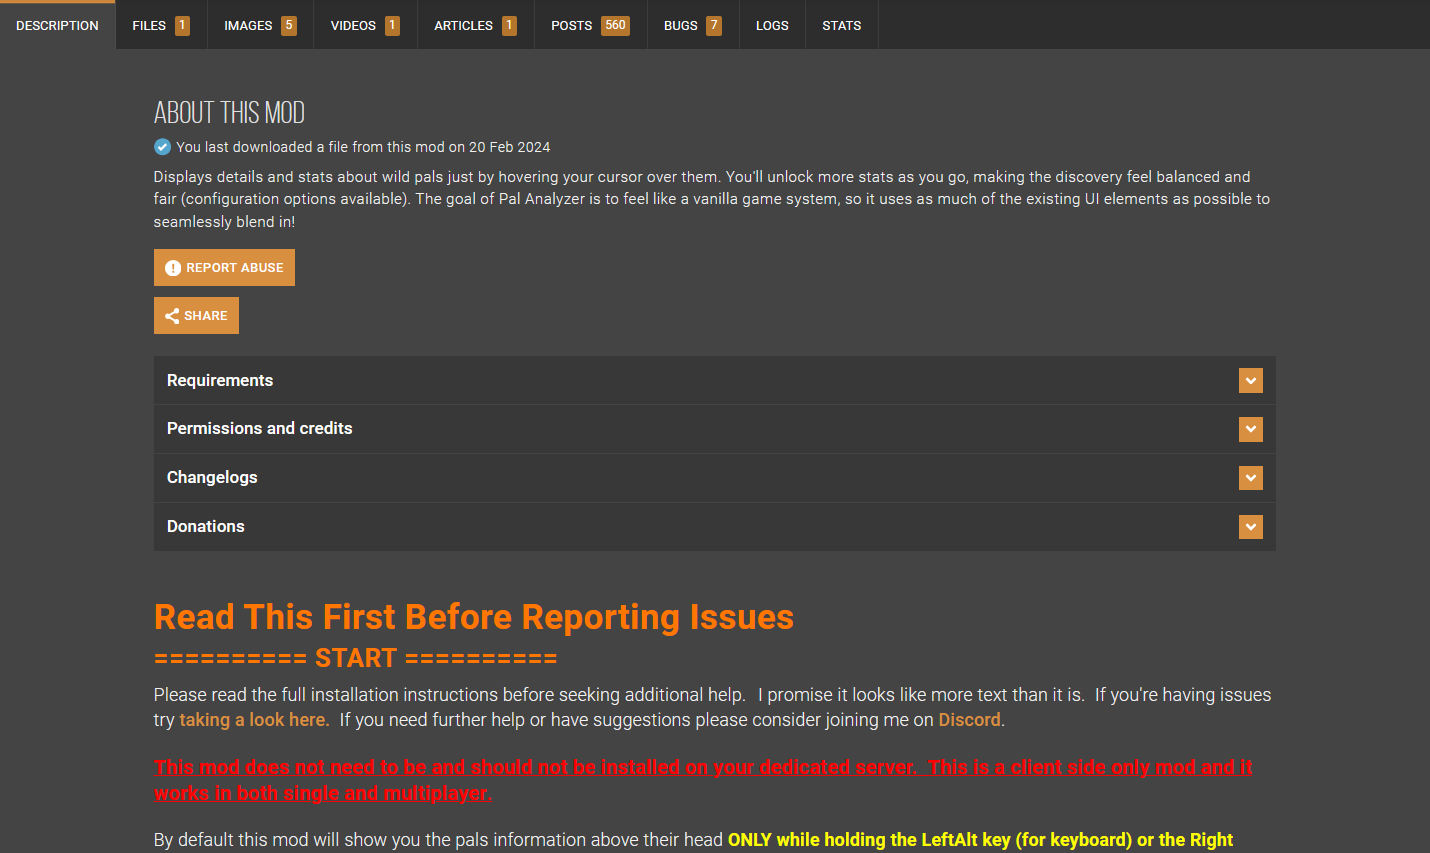 DESCRIPTION FILES 1 IMAGES 5 VIDEOS 1 ARTICLES 1 POSTS 560 BUGS 7 LOGS STATS
ABOUT THIS MOD
You last downloaded a file from this mod on 20 Feb 2024
Displays details and stats about wild pals just by hovering your cursor over them. You'll unlock more stats as you go, making the discovery feel balanced and
fair (configuration options available). The goal of Pal Analyzer is to feel like a vanilla game system, so it uses as much of the existing UI elements as possible to
seamlessly blend in!
REPORT ABUSE
SHARE
Requirements
Permissions and credits
Changelogs
Donations
Read This First Before Reporting Issues
========== START ==========
Please read the full installation instructions before seeking additional help.  I promise it looks like more text than it is.  If you're having issues
try taking a look here.  If you need further help or have suggestions please consider joining me on Discord.
This mod does not need to be and should not be installed on your dedicated server.  This is a client side only mod and it
works in both single and multiplayer.
By default this mod will show you the pals information above their head ONLY while holding the LeftAlt key (for keyboard) or the Right